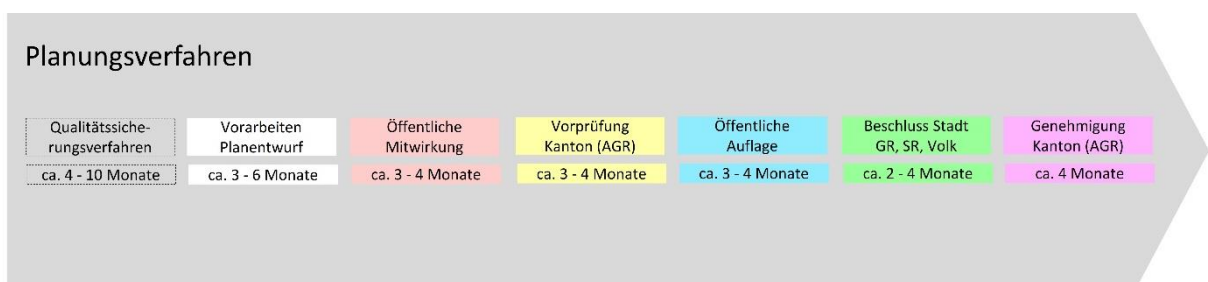 Planungsverfahren
Qualitätssiche-
rungsverfahren
ca. 4 - 10 Monate
Vorarbeiten
Planentwurf
ca. 3 - 6 Monate
Öffentliche
Mitwirkung
ca. 3 - 4 Monate
Vorprüfung
Kanton (AGR)
ca. 3 - 4 Monate
Öffentliche
Auflage
ca. 3 - 4 Monate
Beschluss Stadt
GR, SR, Volk
ca. 2 - 4 Monate
Genehmigung
Kanton (AGR)
ca. 4 Monate